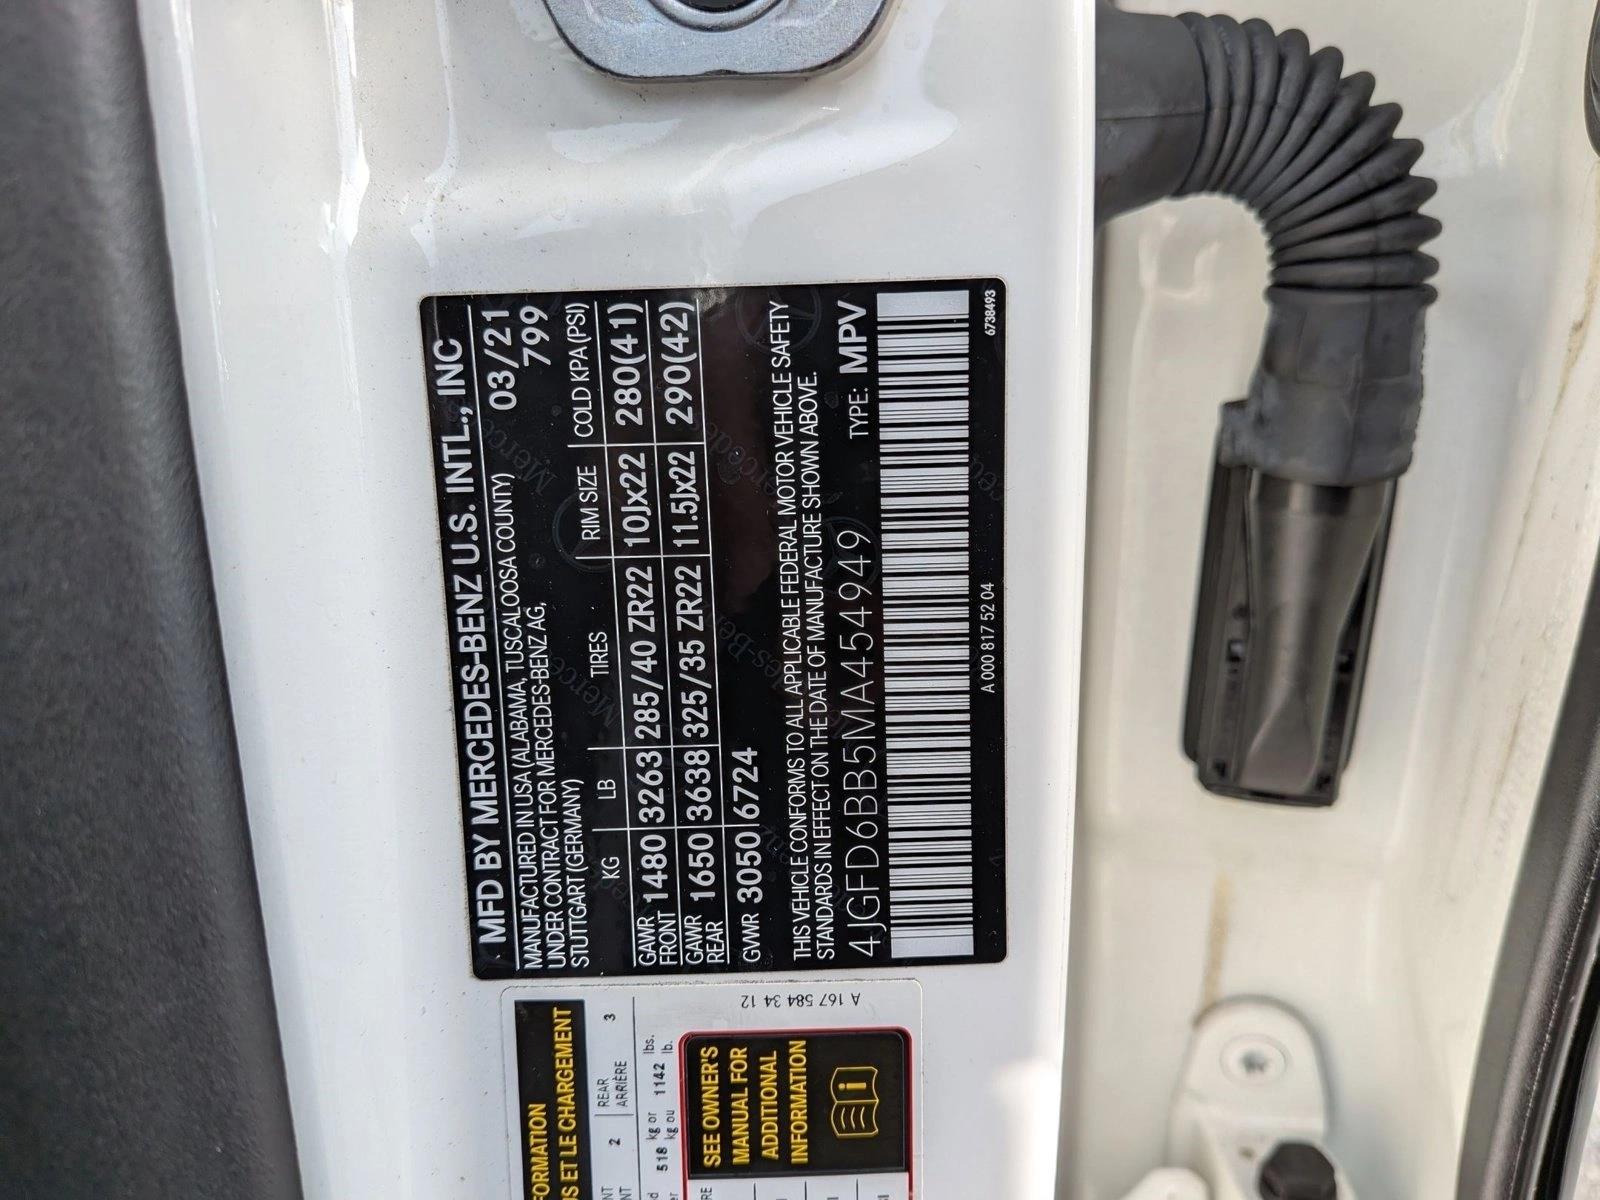 MFD BY MERCEDES-BENZ U.S. INTL., INC
MANUFACTURED IN USA (ALABAMA, TUSCALOOSA COUNTY) 03/21
UNDER CONTRACT FOR MERCEDES-BENZ AG, 799
STUTTGART (GERMANY)
KG LB TIRES RIM SIZE COLD KPA (PSI)
GAWR FRONT 1480 3263 285/40 ZR22 10Jx22 280(41)
GAWR REAR 1650 3638 325/35 ZR22 11.5Jx22 290(42)
GVWR 3050 6724
THIS VEHICLE CONFORMS TO ALL APPLICABLE FEDERAL MOTOR VEHICLE SAFETY
STANDARDS IN EFFECT ON THE DATE OF MANUFACTURE SHOWN ABOVE.
4JGFD6BB5MA454949 TYPE: MPV
A 000 817 52 04 6738493
A 167 584 34 12
ET LE CHARGEMENT
2 REAR 3
ARRIÈRE
518 kg or 1142 lbs.
kg ou lb.
SEE OWNER'S
MANUAL FOR
ADDITIONAL
INFORMATION